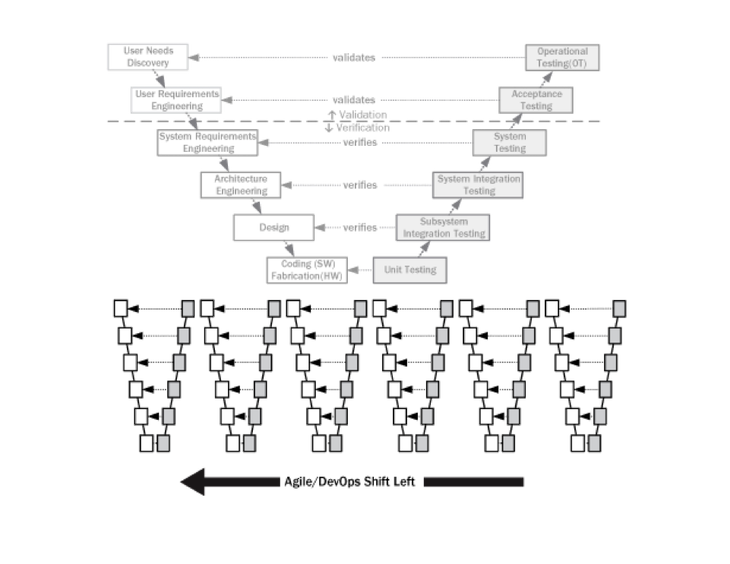 User Needs
Discovery
validates
Operational
Testing(OT)
User Requirements
Engineering
validates
Acceptance
Testing
↑ Validation
↓ Verification
System Requirements
Engineering
verifies
System
Testing
Architecture
Engineering
verifies
System Integration
Testing
Design
verifies
Subsystem
Integration Testing
Coding (SW)
Fabrication(HW)
Unit Testing
Agile/DevOps Shift Left